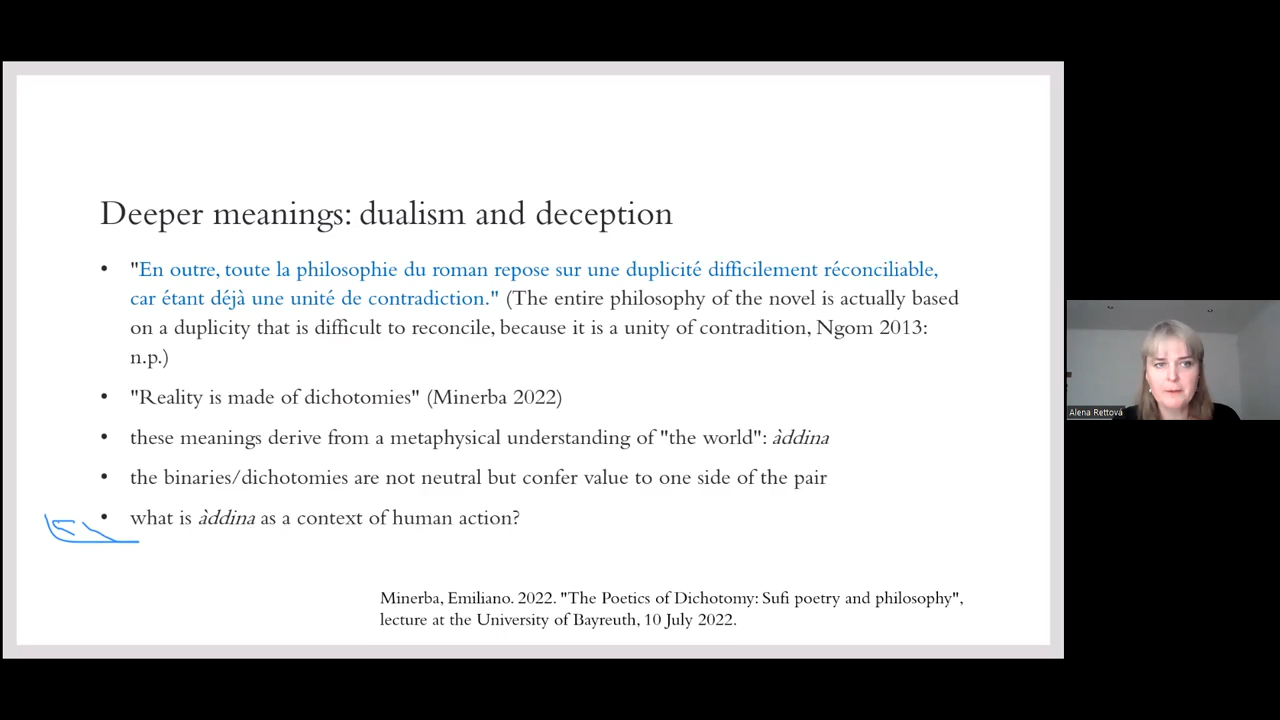 Deeper meanings: dualism and deception
• "En outre, toute la philosophie du roman repose sur une duplicité difficilement réconciliable,
car étant déjà une unité de contradiction." (The entire philosophy of the novel is actually based
on a duplicity that is difficult to reconcile, because it is a unity of contradition, Ngom 2013:
n.p.)
• "Reality is made of dichotomies" (Minerba 2022)
• these meanings derive from a metaphysical understanding of "the world": àddina
• the binaries/dichotomies are not neutral but confer value to one side of the pair
• what is àddina as a context of human action?
Minerba, Emiliano. 2022. "The Poetics of Dichotomy: Sufi poetry and philosophy",
lecture at the University of Bayreuth, 10 July 2022.
Alena Rettová